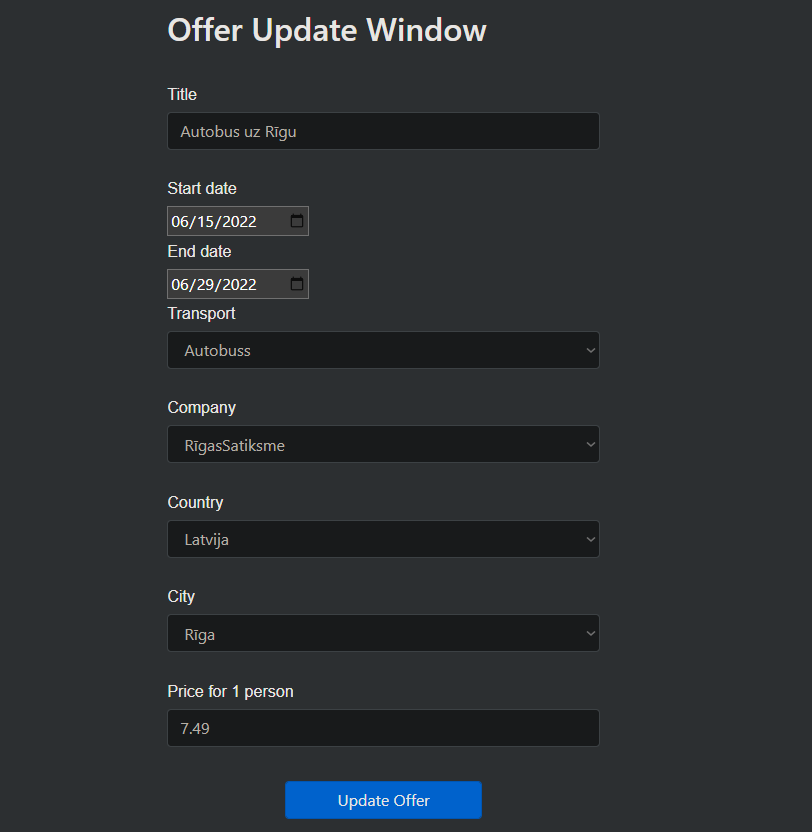 Offer Update Window
Title
Autobus uz Rīgu
Start date
06/15/2022
End date
06/29/2022
Transport
Autobuss
Company
RīgasSatiksme
Country
Latvija
City
Rīga
Price for 1 person
7.49
Update Offer